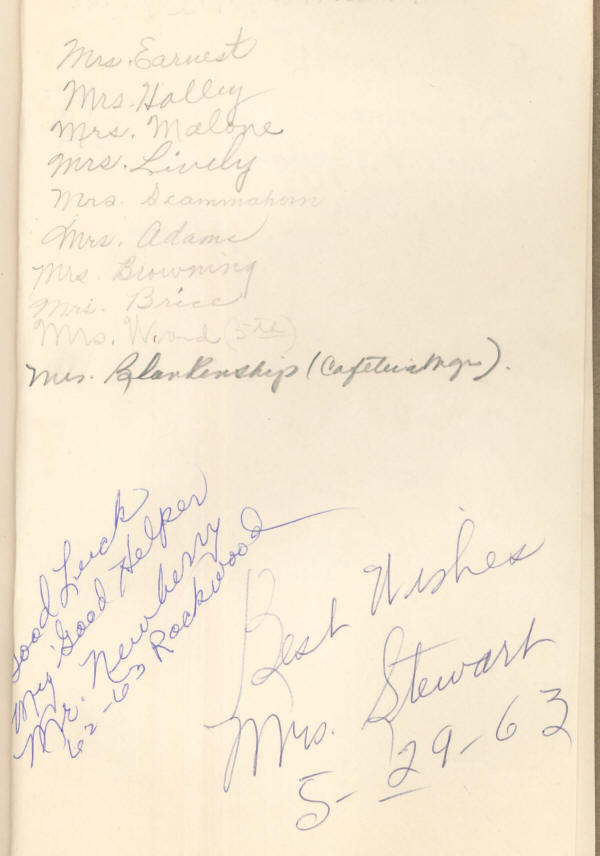 Mrs. Earnest
Mrs. Holley
Mrs. Malone
Mrs. Lively
Mrs. Scammahorn
Mrs. Adams
Mrs Browning
Mrs. Brice
Mrs. Wood (5th)
Mrs. Blankenship (Cafeteria Mgr).
Good Luck
My Good Helper
Mr. Newberry
62-63 Rockwood
Best Wishes
Mrs. Stewart
5-29-63